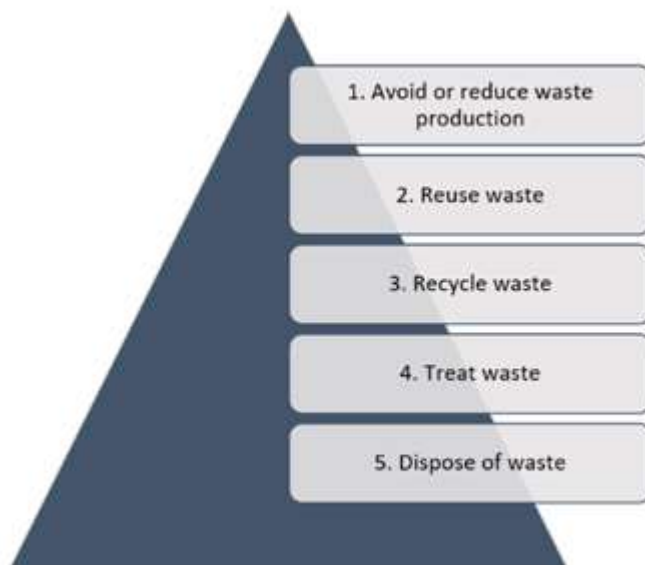 1. Avoid or reduce waste
production
2. Reuse waste
3. Recycle waste
4. Treat waste
5. Dispose of waste